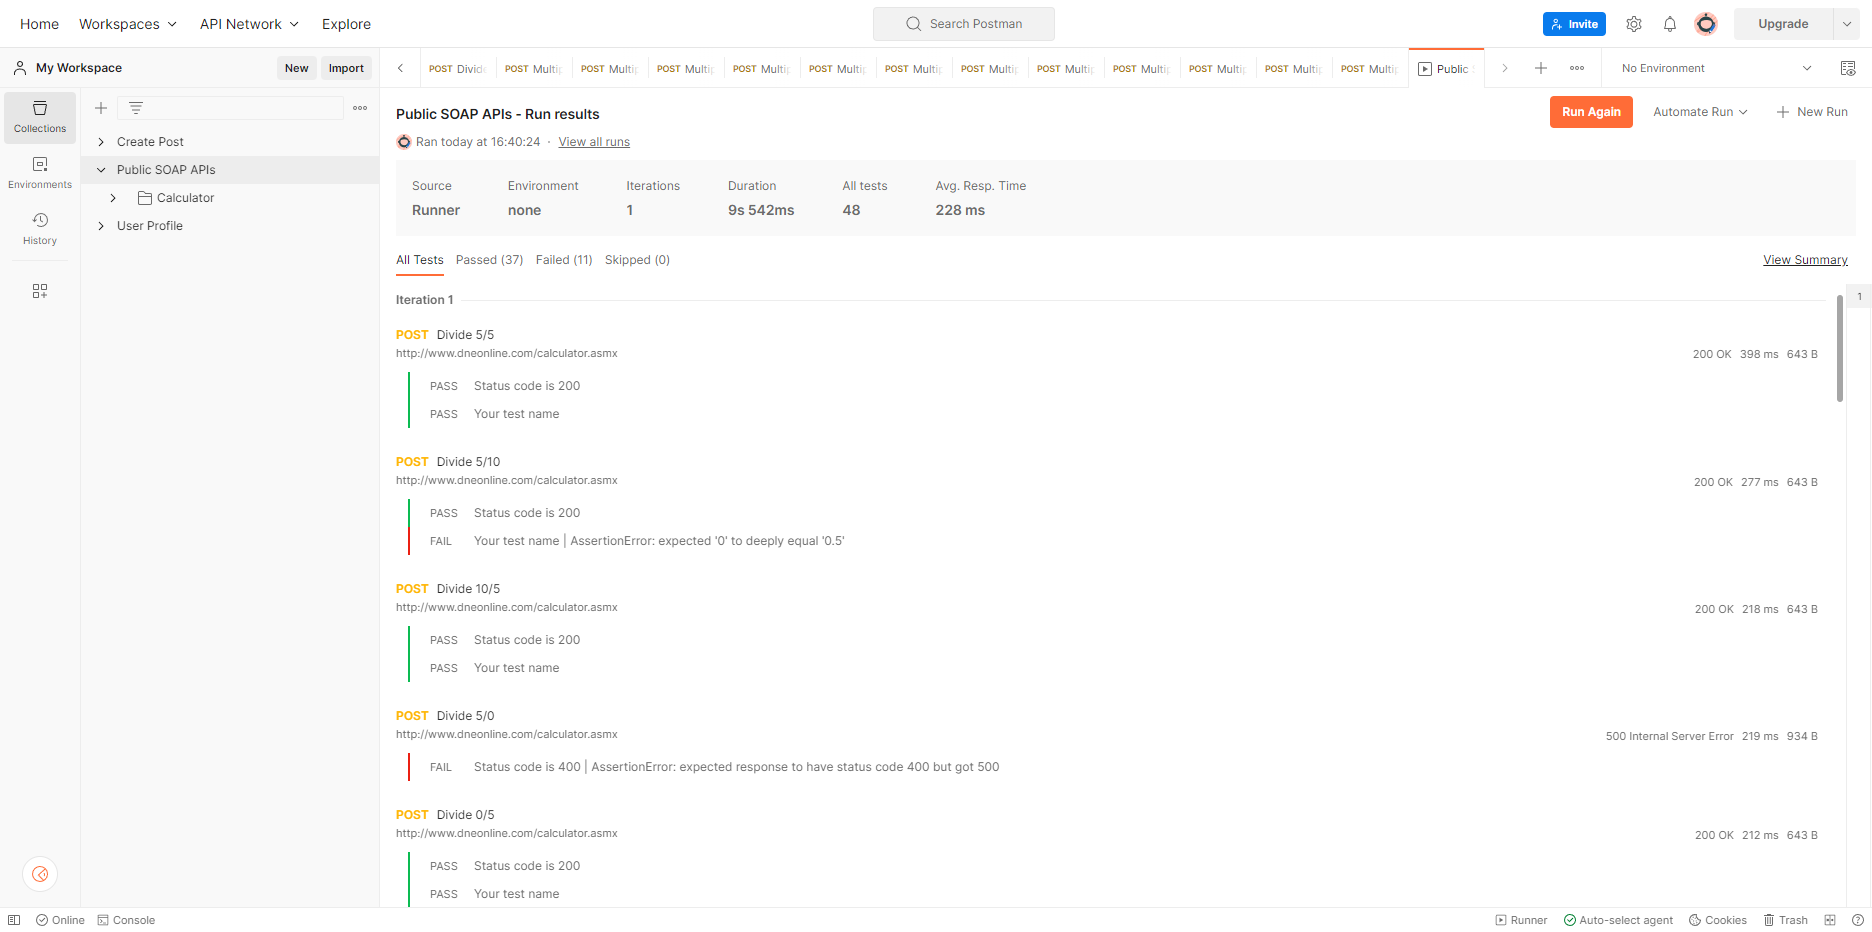 Home Workspaces API Network Explore Search Postman Invite Upgrade
My Workspace New Import POST Divid POST Multip POST Multip POST Multip POST Multip POST Multip POST Multip POST Multip POST Multip POST Multip POST Multip POST Multip POST Multip Public No Environment
Collections
Environments
History
Create Post
Public SOAP APIs
Calculator
User Profile
Public SOAP APIs - Run results Run Again Automate Run New Run
Ran today at 16:40:24 · View all runs
Source Environment Iterations Duration All tests Avg. Resp. Time
Runner none 1 9s 542ms 48 228 ms
All Tests Passed (37) Failed (11) Skipped (0) View Summary
Iteration 1 1
POST Divide 5/5
http://www.dneonline.com/calculator.asmx 200 OK 398 ms 643 B
PASS Status code is 200
PASS Your test name
POST Divide 5/10
http://www.dneonline.com/calculator.asmx 200 OK 277 ms 643 B
PASS Status code is 200
FAIL Your test name | AssertionError: expected '0' to deeply equal '0.5'
POST Divide 10/5
http://www.dneonline.com/calculator.asmx 200 OK 218 ms 643 B
PASS Status code is 200
PASS Your test name
POST Divide 5/0
http://www.dneonline.com/calculator.asmx 500 Internal Server Error 219 ms 934 B
FAIL Status code is 400 | AssertionError: expected response to have status code 400 but got 500
POST Divide 0/5
http://www.dneonline.com/calculator.asmx 200 OK 212 ms 643 B
PASS Status code is 200
PASS Your test name
Online Console Runner Auto-select agent Cookies Trash